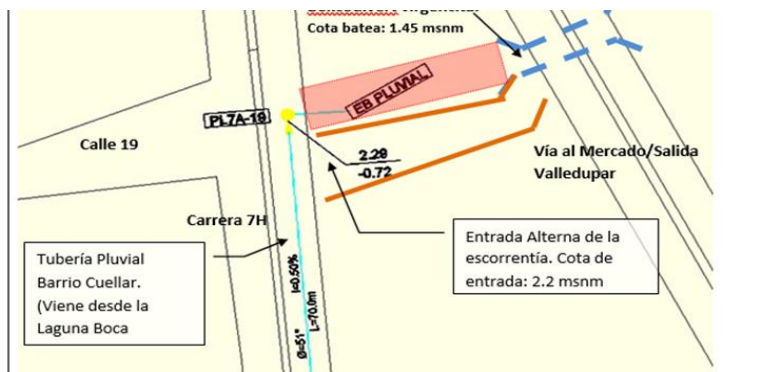 Cota batea: 1.45 msnm
EB PLUVIAL
PL7A-19
Calle 19
2.29
-0.72
Vía al Mercado/Salida
Valledupar
Carrera 7H
Entrada Alterna de la
escorrentía. Cota de
entrada: 2.2 msnm
Tubería Pluvial
Barrio Cuellar.
(Viene desde la
Laguna Boca
I=0.50%
L=70.0m
Ø=51"